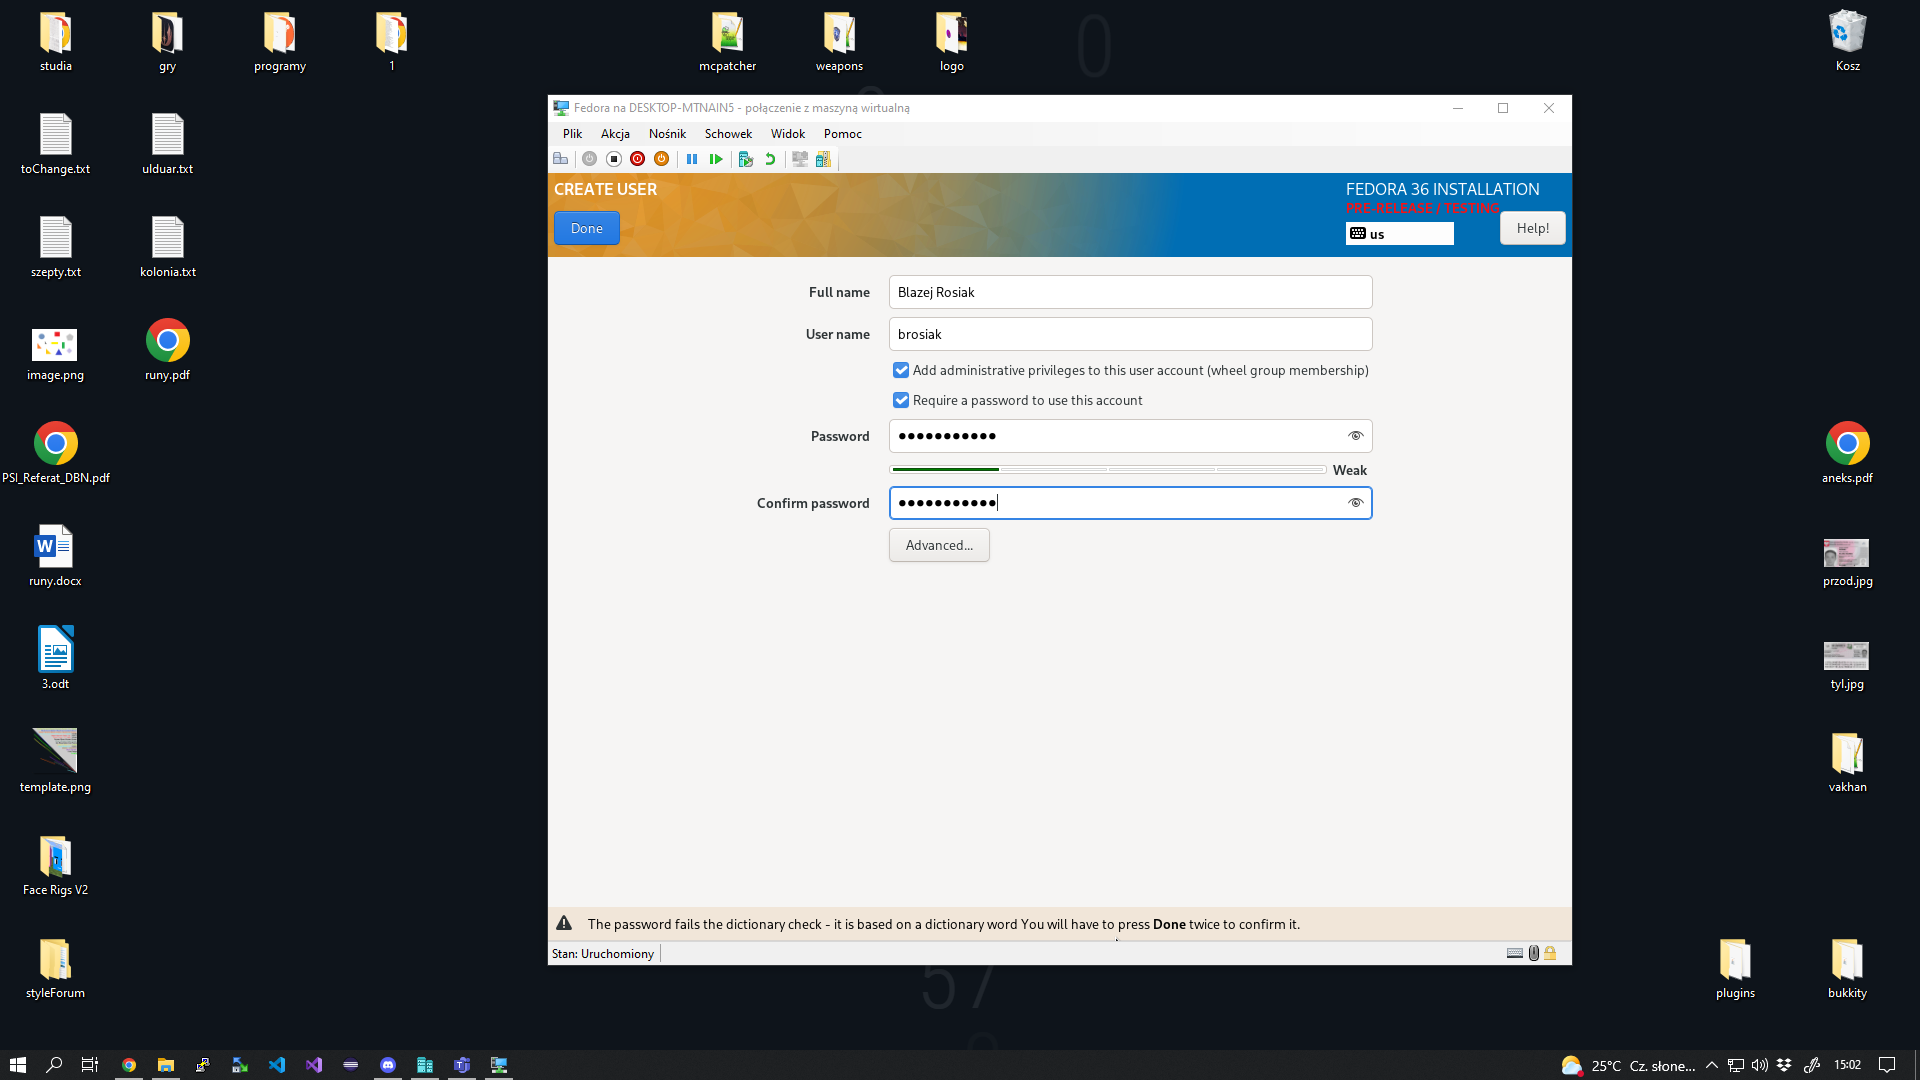 studia
gry
programy
1
mcpatcher
weapons
logo
Kosz
0
toChange.txt
ulduar.txt
szepty.txt
kolonia.txt
image.png
runy.pdf
PSI_Referat_DBN.pdf
runy.docx
3.odt
template.png
Face Rigs V2
styleForum
Fedora na DESKTOP-MTNAIN5 - połączenie z maszyną wirtualną
Plik Akcja Nośnik Schowek Widok Pomoc
CREATE USER
FEDORA 36 INSTALLATION
PRE-RELEASE / TESTING
Done
us
Help!
Full name
Blazej Rosiak
User name
brosiak
Add administrative privileges to this user account (wheel group membership)
Require a password to use this account
Password
●●●●●●●●●●●
Weak
Confirm password
●●●●●●●●●●●
Advanced...
The password fails the dictionary check - it is based on a dictionary word You will have to press Done twice to confirm it.
Stan: Uruchomiony
57
aneks.pdf
przod.jpg
tyl.jpg
vakhan
plugins
bukkity
25°C Cz. słone...
15:02